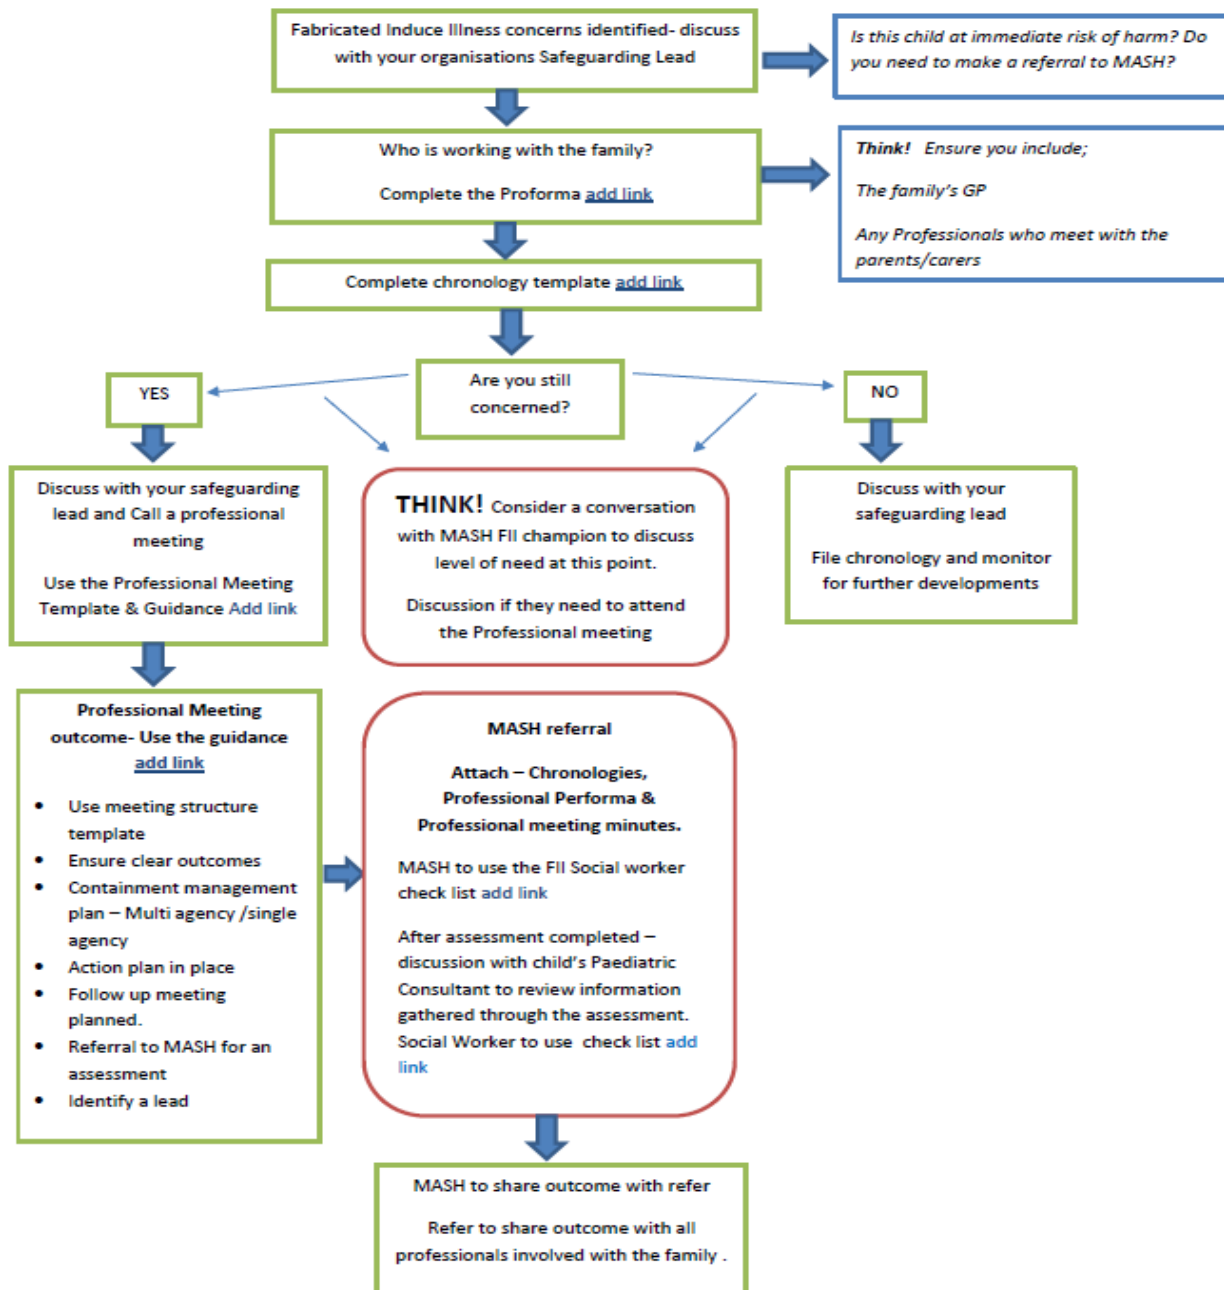 Fabricated Induce Illness concerns identified- discuss
with your organisations Safeguarding Lead
Is this child at immediate risk of harm? Do
you need to make a referral to MASH?
Who is working with the family?
Complete the Proforma add link
Think! Ensure you include;
The family's GP
Any Professionals who meet with the
parents/carers
Complete chronology template add link
Are you still
concerned?
YES
NO
Discuss with your safeguarding
lead and Call a professional
meeting
Use the Professional Meeting
Template & Guidance Add link
THINK! Consider a conversation
with MASH FII champion to discuss
level of need at this point.
Discussion if they need to attend
the Professional meeting
Discuss with your
safeguarding lead
File chronology and monitor
for further developments
Professional Meeting
outcome- Use the guidance
add link
• Use meeting structure
template
• Ensure clear outcomes
• Containment management
plan – Multi agency /single
agency
• Action plan in place
• Follow up meeting
planned.
• Referral to MASH for an
assessment
• Identify a lead
MASH referral
Attach – Chronologies,
Professional Performa &
Professional meeting minutes.
MASH to use the FII Social worker
check list add link
After assessment completed –
discussion with child's Paediatric
Consultant to review information
gathered through the assessment.
Social Worker to use check list add
link
MASH to share outcome with refer
Refer to share outcome with all
professionals involved with the family .